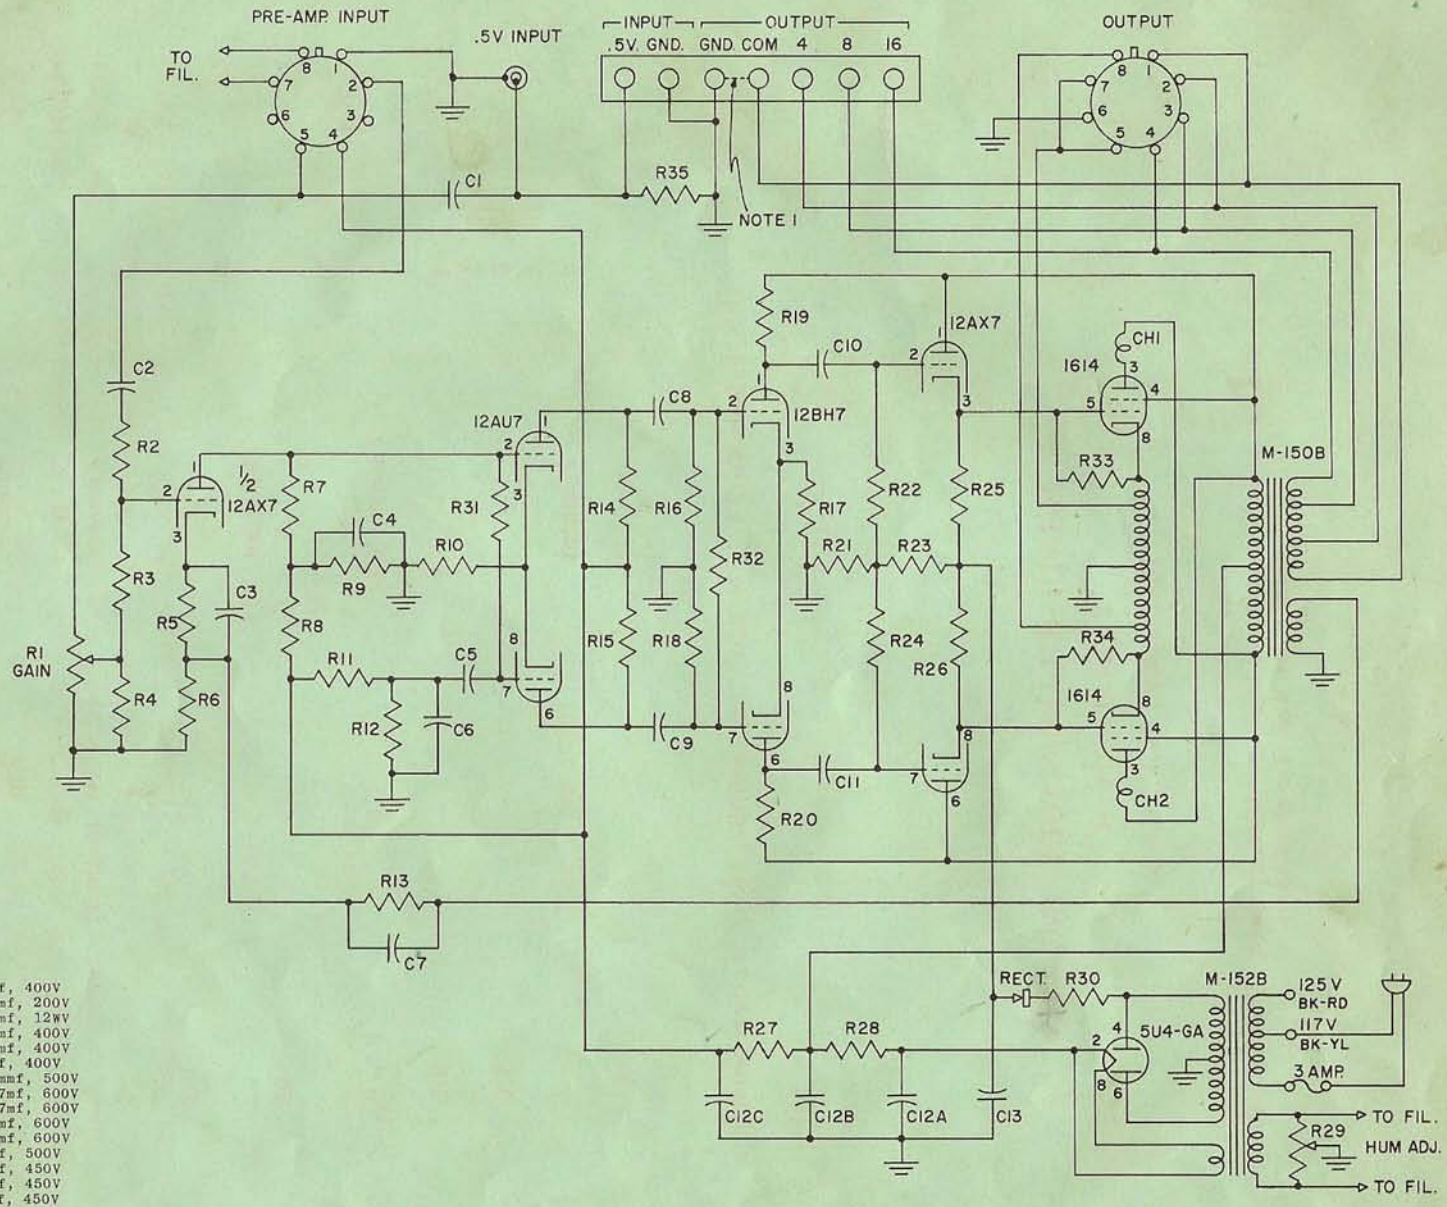 PRE-AMP. INPUT
.5V INPUT
INPUT
OUTPUT
OUTPUT
.5V. GND. GND. COM 4 8 16
TO FIL.
8 1
7 2
6 3
5 4
8 1
7 2
6 3
5 4
C1
R35
NOTE 1
C2
R2
1
1/2
12AX7
2
3
R3
R5
C3
R1
GAIN
R4
R6
R7
R8
C4
R9
R10
R11
R12
C5
C6
R31
12AU7
1
2
3
8
7
6
R13
C7
R14
R15
C8
C9
R16
R18
R32
R19
1
2
12BH7
3
R17
8
7
6
R20
C10
C11
R21
R22
R23
R24
R25
R26
12AX7
1
2
3
8
7
6
CH1
1614
3
4
5
8
R33
R34
1614
8
5
4
3
CH2
M-150B
RECT.
R30
M-152B
125V
BK-RD
117V
BK-YL
3 AMP.
5U4-GA
4
2
8
6
R27
R28
C12C
C12B
C12A
C13
R29
HUM ADJ.
TO FIL.
TO FIL.
f, 400V
mf, 200V
mf, 12WV
mf, 400V
mf, 400V
f, 400V
mmf, 500V
7mf, 600V
7mf, 600V
mf, 600V
mf, 600V
f, 500V
f, 450V
f, 450V
f, 450V